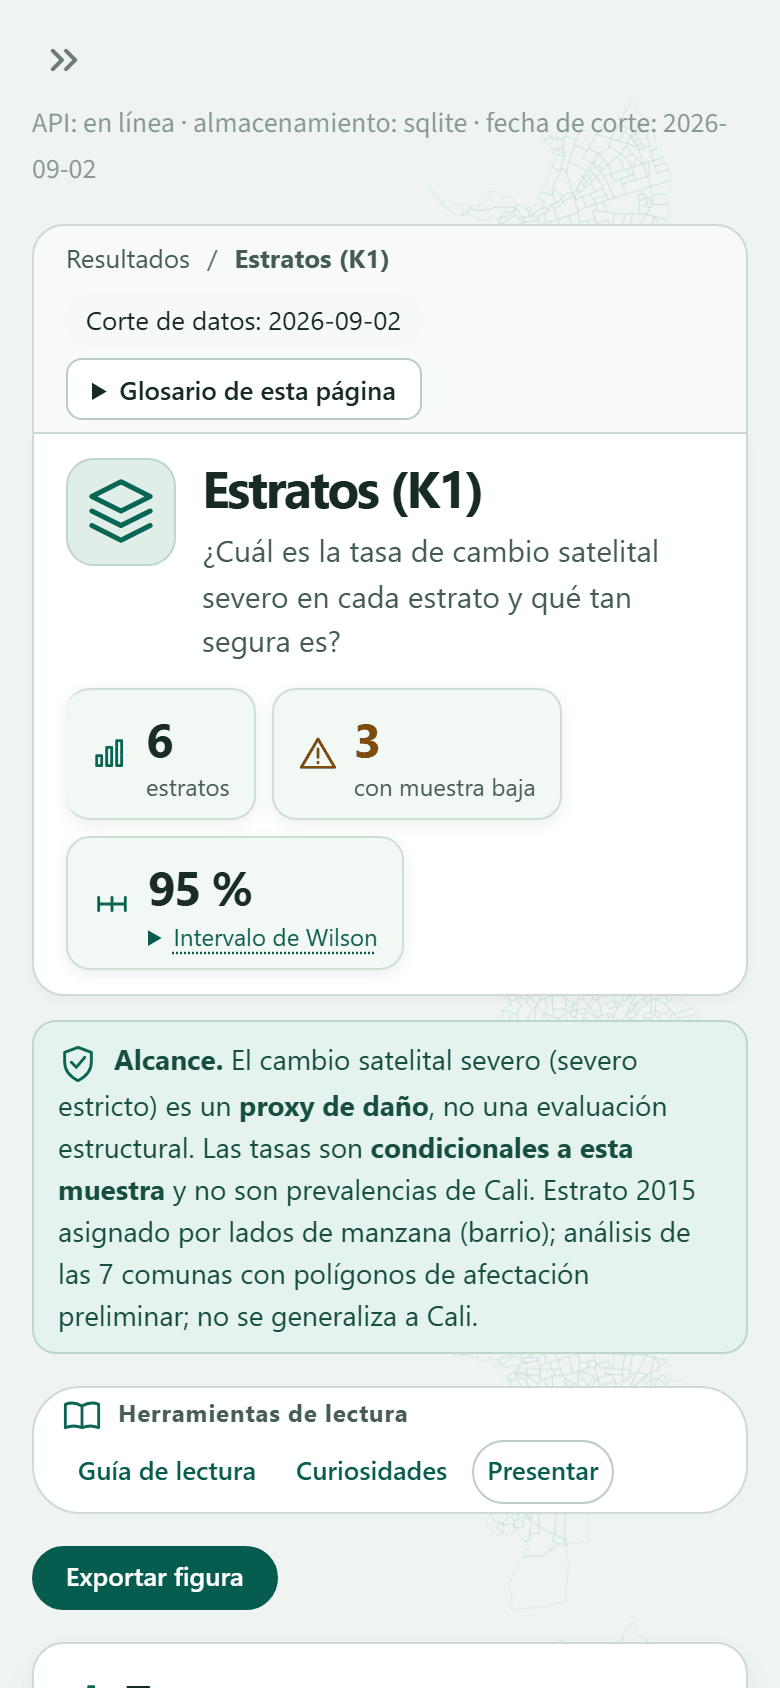 API: en línea · almacenamiento: sqlite · fecha de corte: 2026-
09-02
Resultados / Estratos (K1)
Corte de datos: 2026-09-02
Glosario de esta página
Estratos (K1)
¿Cuál es la tasa de cambio satelital
severo en cada estrato y qué tan
segura es?
6
estratos
3
con muestra baja
95 %
Intervalo de Wilson
Alcance. El cambio satelital severo (severo
estricto) es un proxy de daño, no una evaluación
estructural. Las tasas son condicionales a esta
muestra y no son prevalencias de Cali. Estrato 2015
asignado por lados de manzana (barrio); análisis de
las 7 comunas con polígonos de afectación
preliminar; no se generaliza a Cali.
Herramientas de lectura
Guía de lectura Curiosidades Presentar
Exportar figura